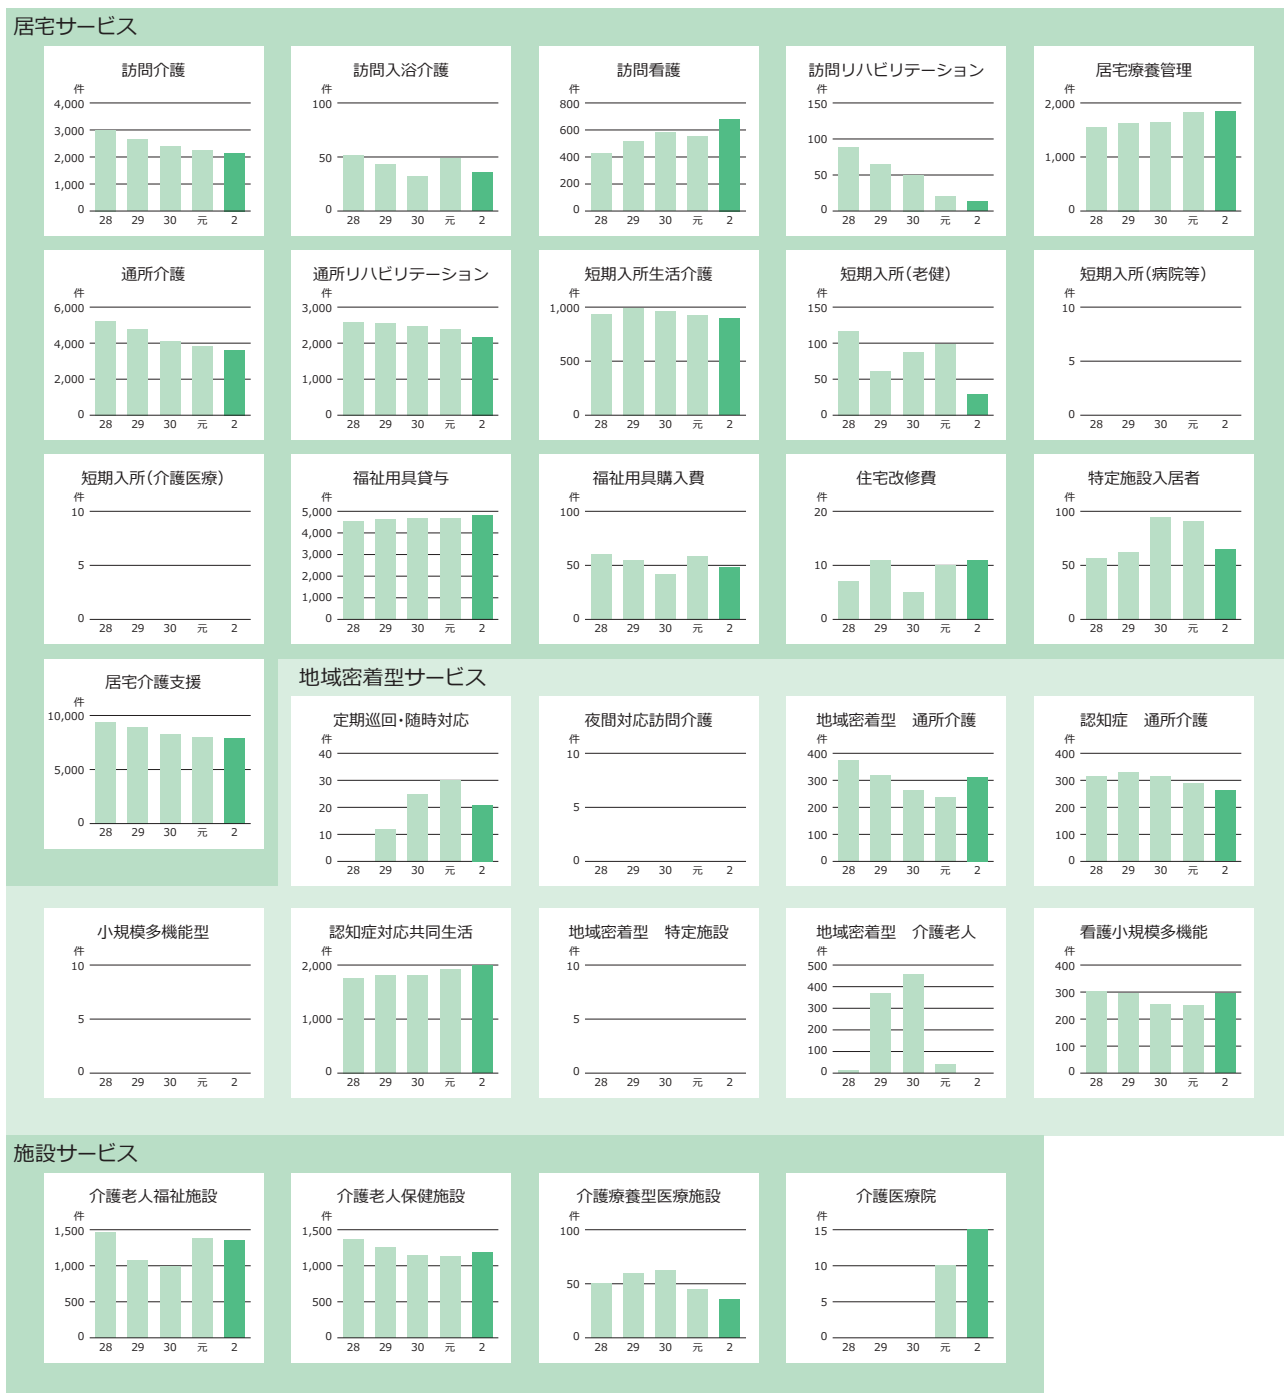 居宅サービス
訪問介護
件
4,000
3,000
2,000
1,000
0
28 29 30 元 2
訪問入浴介護
件
100
50
0
28 29 30 元 2
訪問看護
件
800
600
400
200
0
28 29 30 元 2
訪問リハビリテーション
件
150
100
50
0
28 29 30 元 2
居宅療養管理
件
2,000
1,000
0
28 29 30 元 2
通所介護
件
6,000
4,000
2,000
0
28 29 30 元 2
通所リハビリテーション
件
3,000
2,000
1,000
0
28 29 30 元 2
短期入所生活介護
件
1,000
500
0
28 29 30 元 2
短期入所(老健)
件
150
100
50
0
28 29 30 元 2
短期入所(病院等)
件
10
5
0
28 29 30 元 2
短期入所(介護医療)
件
10
5
0
28 29 30 元 2
福祉用具貸与
件
5,000
4,000
3,000
2,000
1,000
0
28 29 30 元 2
福祉用具購入費
件
100
50
0
28 29 30 元 2
住宅改修費
件
20
10
0
28 29 30 元 2
特定施設入居者
件
100
50
0
28 29 30 元 2
居宅介護支援
件
10,000
5,000
0
28 29 30 元 2
地域密着型サービス
定期巡回・随時対応
件
40
30
20
10
0
28 29 30 元 2
夜間対応訪問介護
件
10
5
0
28 29 30 元 2
地域密着型 通所介護
件
400
300
200
100
0
28 29 30 元 2
認知症 通所介護
件
400
300
200
100
0
28 29 30 元 2
小規模多機能型
件
10
5
0
28 29 30 元 2
認知症対応共同生活
件
2,000
1,000
0
28 29 30 元 2
地域密着型 特定施設
件
10
5
0
28 29 30 元 2
地域密着型 介護老人
件
500
400
300
200
100
0
28 29 30 元 2
看護小規模多機能
件
400
300
200
100
0
28 29 30 元 2
施設サービス
介護老人福祉施設
件
1,500
1,000
500
0
28 29 30 元 2
介護老人保健施設
件
1,500
1,000
500
0
28 29 30 元 2
介護療養型医療施設
件
100
50
0
28 29 30 元 2
介護医療院
件
15
10
5
0
28 29 30 元 2